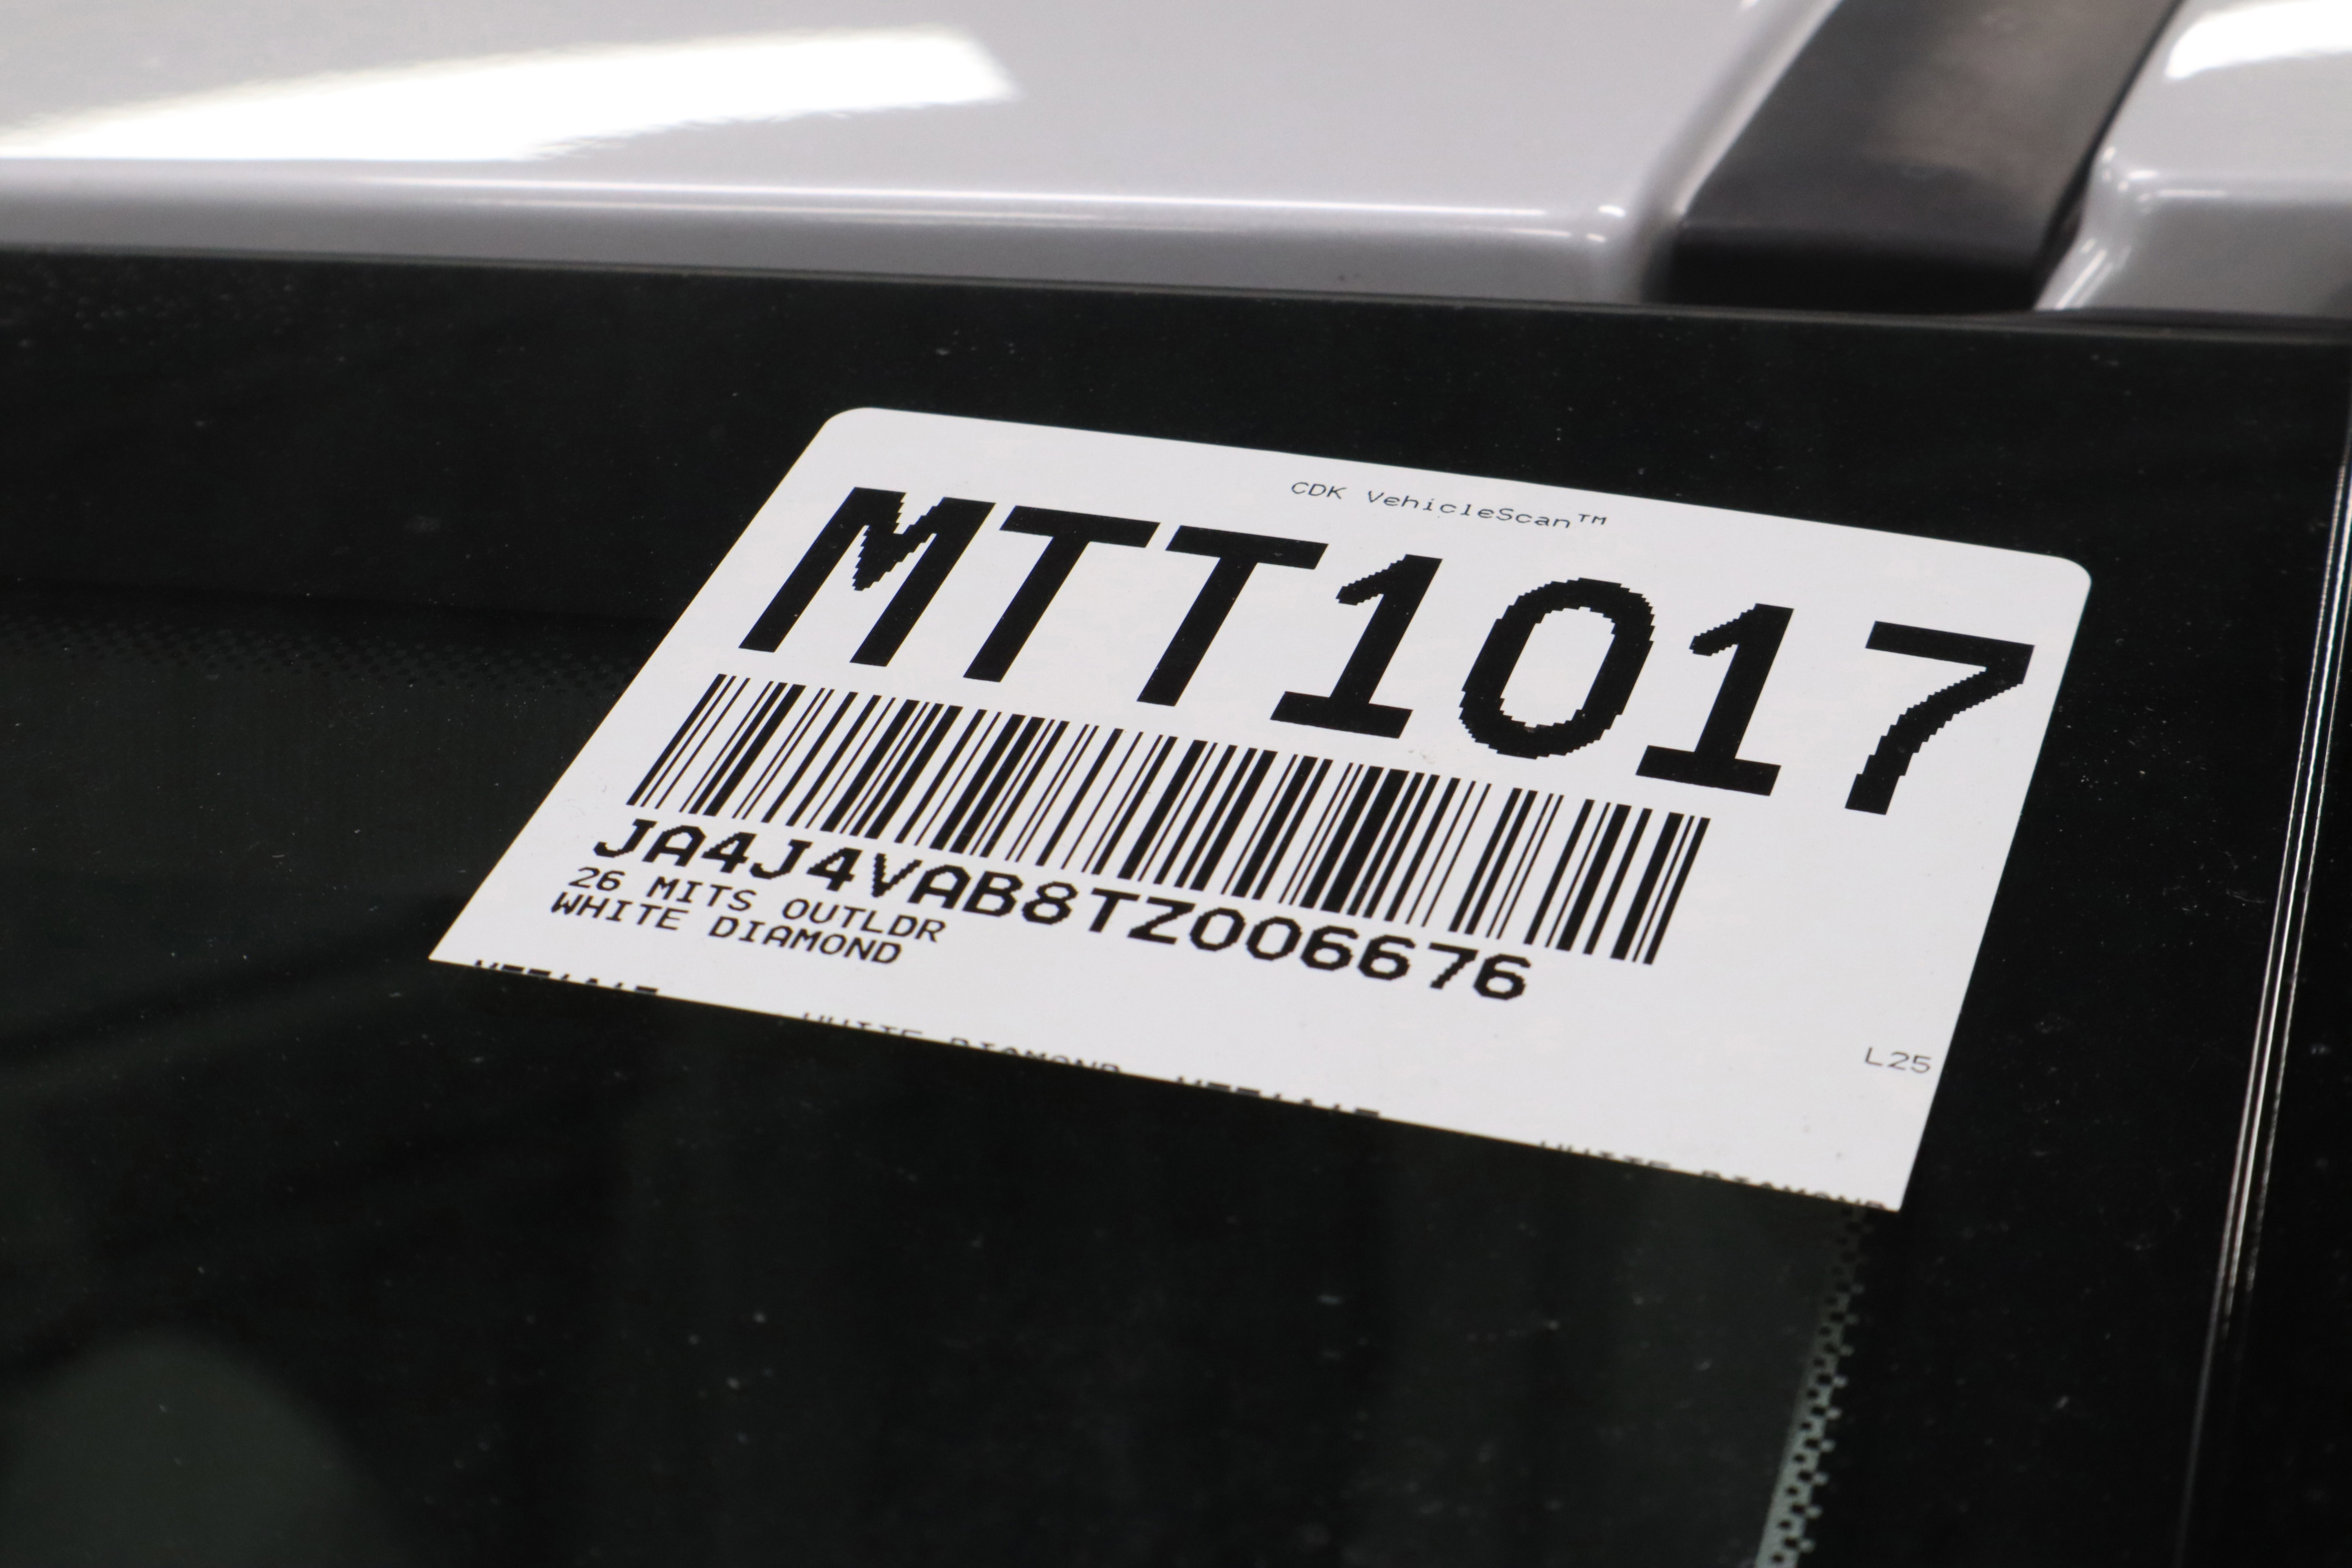 CDK VehicleScan™
MTT1017
JA4J4VAB8TZ006676
26 MITS OUTLDR
WHITE DIAMOND
L25